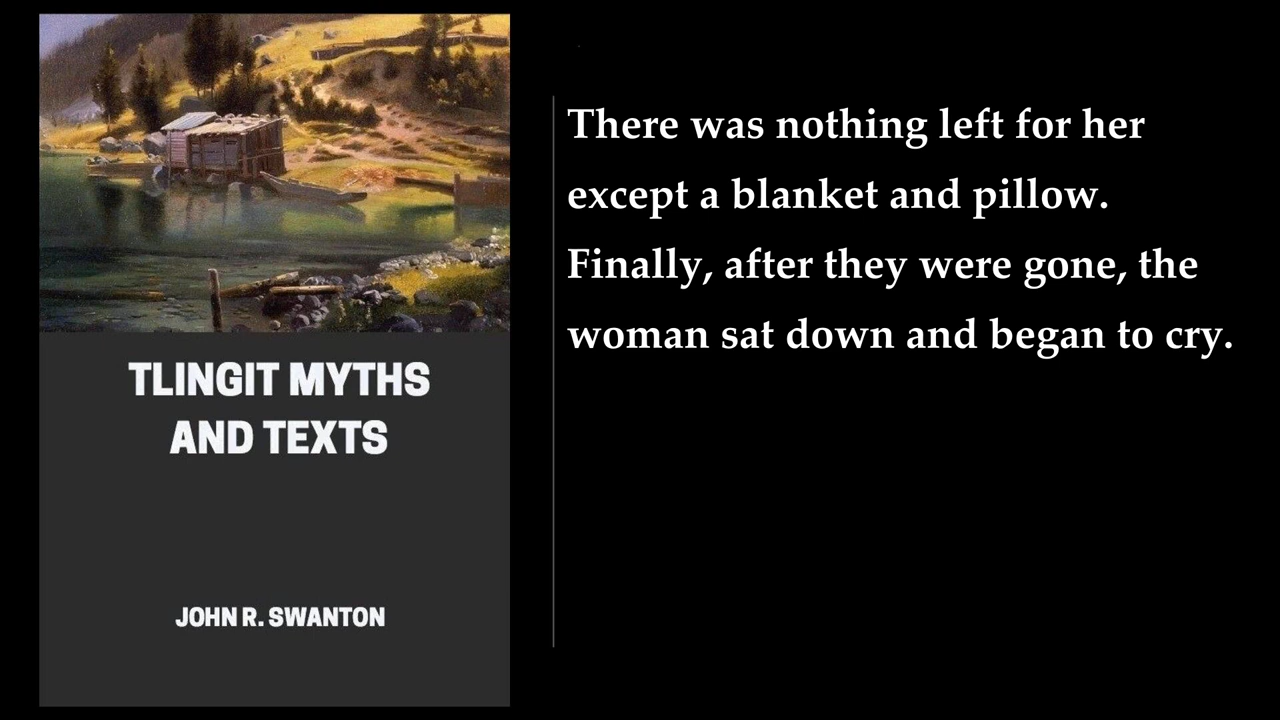 TLINGIT MYTHS
AND TEXTS
JOHN R. SWANTON
There was nothing left for her
except a blanket and pillow.
Finally, after they were gone, the
woman sat down and began to cry.